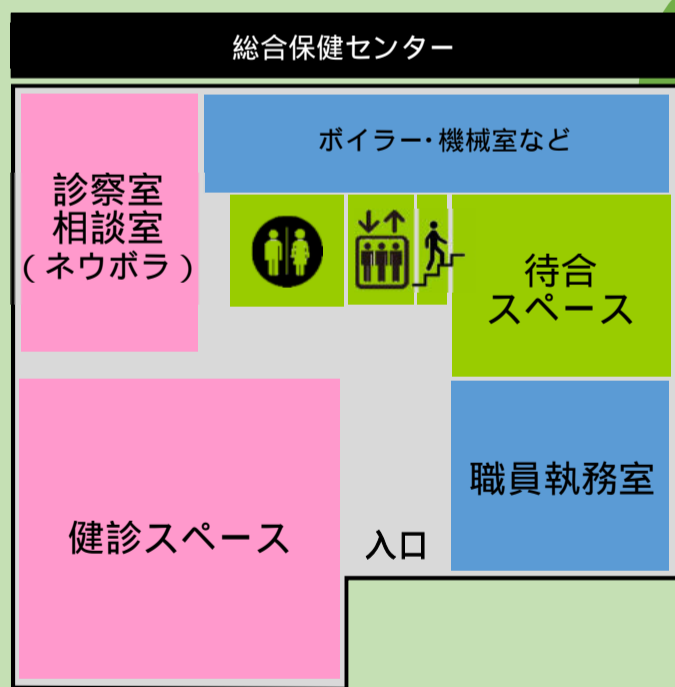 総合保健センター
ボイラー・機械室など
診察室
相談室
(ネウボラ)
待合
スペース
職員執務室
健診スペース
入口